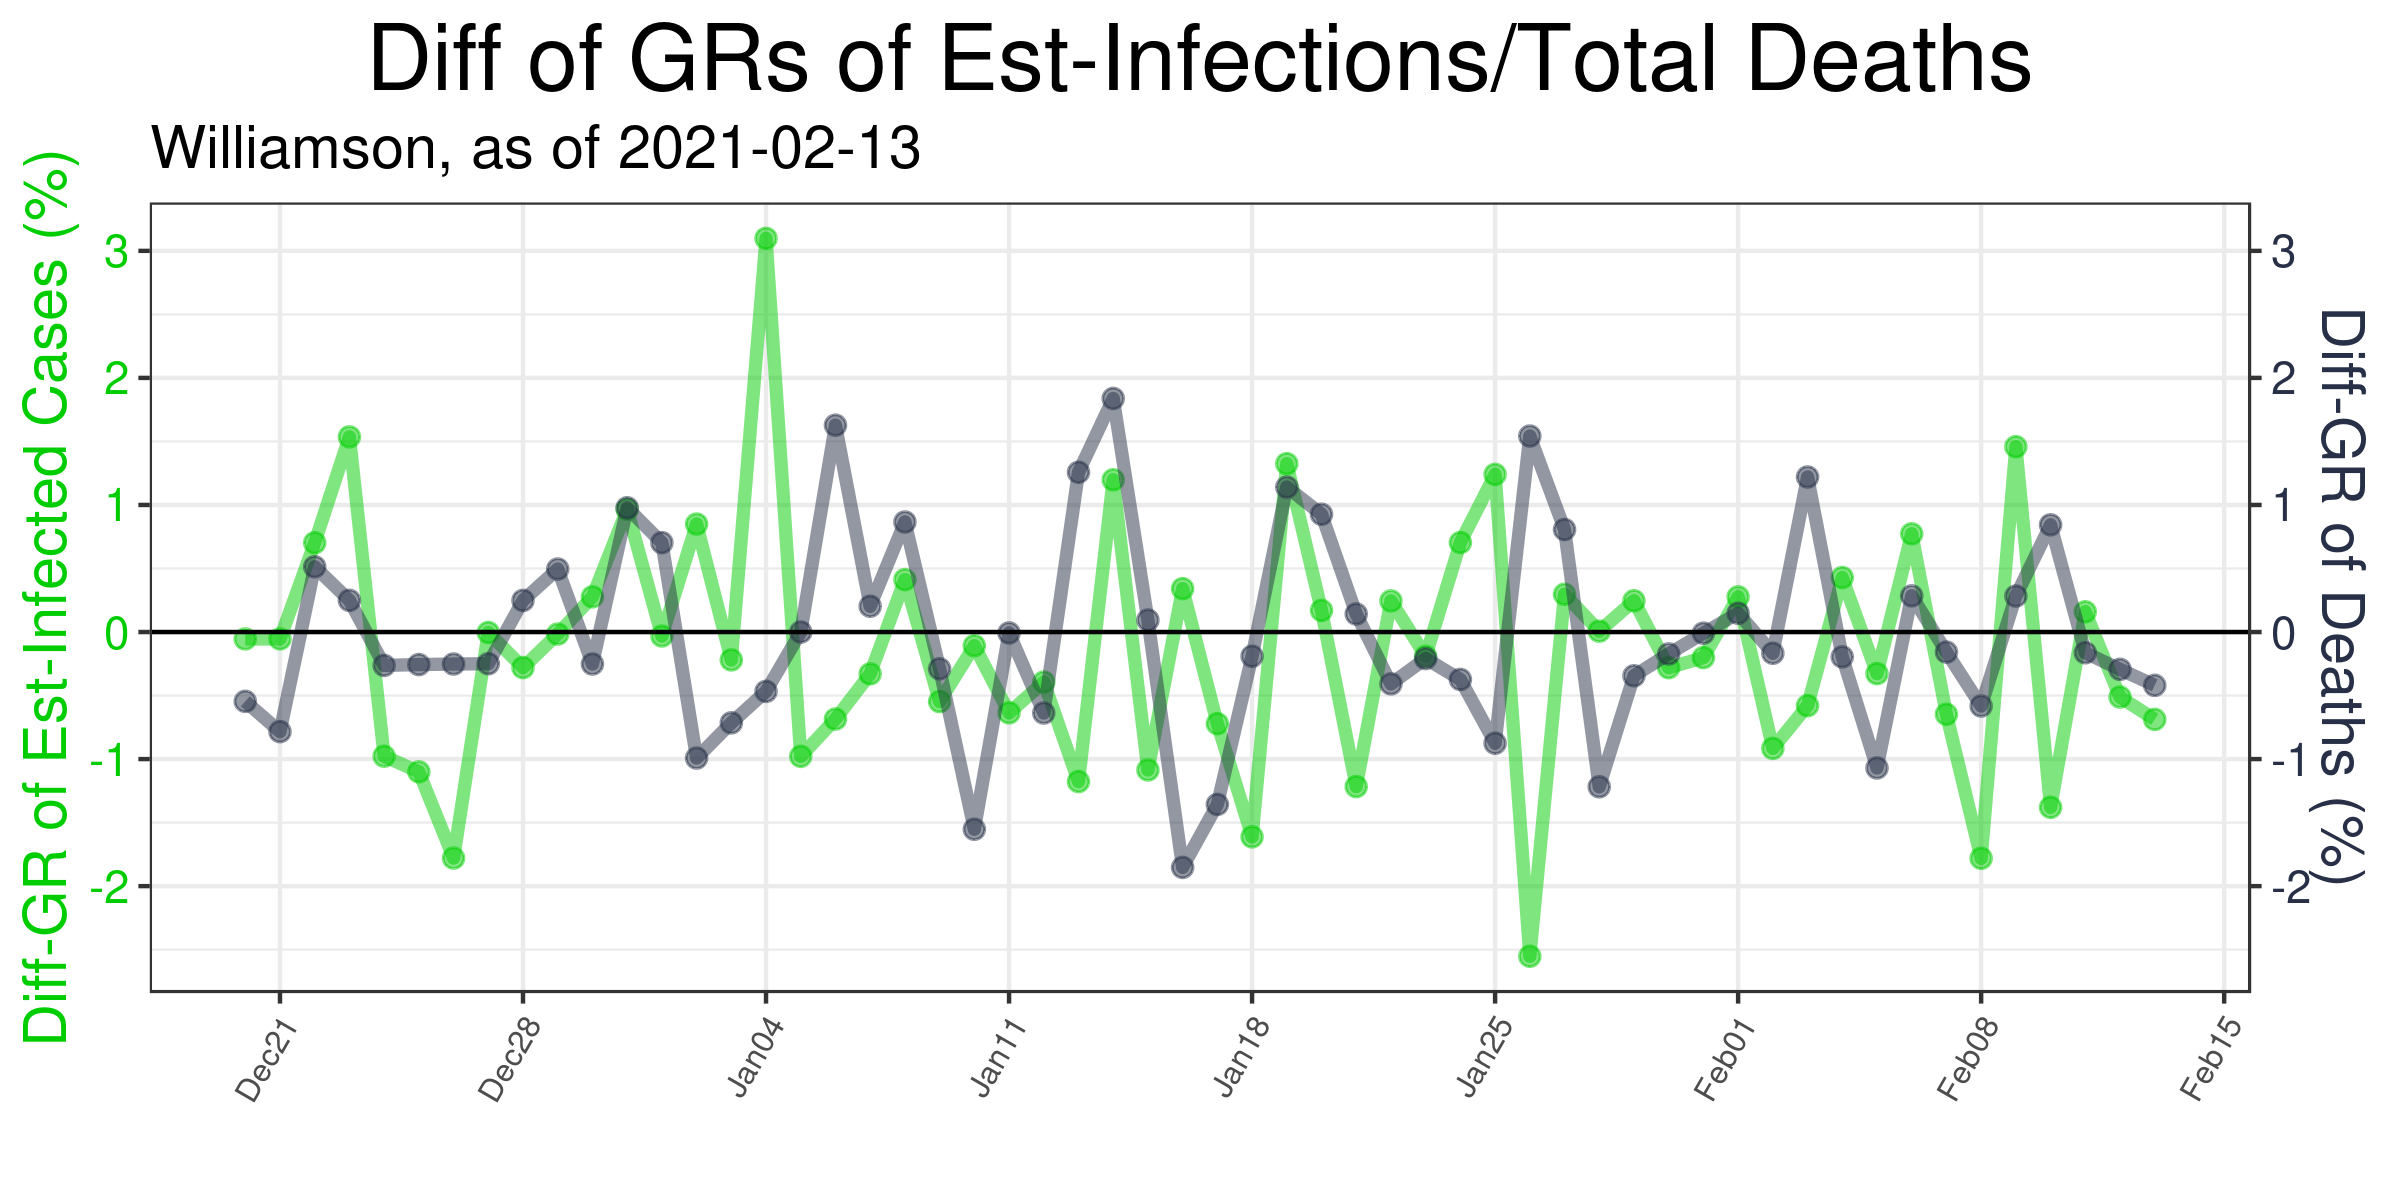 Diff of GRs of Est-Infections/Total Deaths
Williamson, as of 2021-02-13
Diff-GR of Est-Infected Cases (%)
3
2
1
0
-1
-2
3
2
1
0
-1
-2
Diff-GR of Deaths (%)
Dec21
Dec28
Jan04
Jan11
Jan18
Jan25
Feb01
Feb08
Feb15